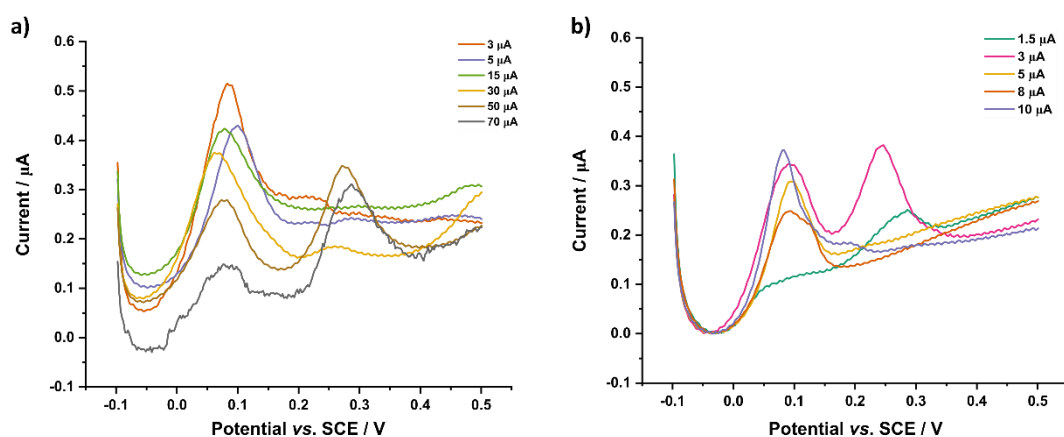 a)
3 μA
5 μA
15 μA
30 μA
50 μA
70 μA
0.6
0.5
0.4
0.3
0.2
0.1
0.0
-0.1
Current / μA
-0.1 0.0 0.1 0.2 0.3 0.4 0.5
Potential vs. SCE / V
b)
1.5 μA
3 μA
5 μA
8 μA
10 μA
0.6
0.5
0.4
0.3
0.2
0.1
0.0
-0.1
Current / μA
-0.1 0.0 0.1 0.2 0.3 0.4 0.5
Potential vs. SCE / V